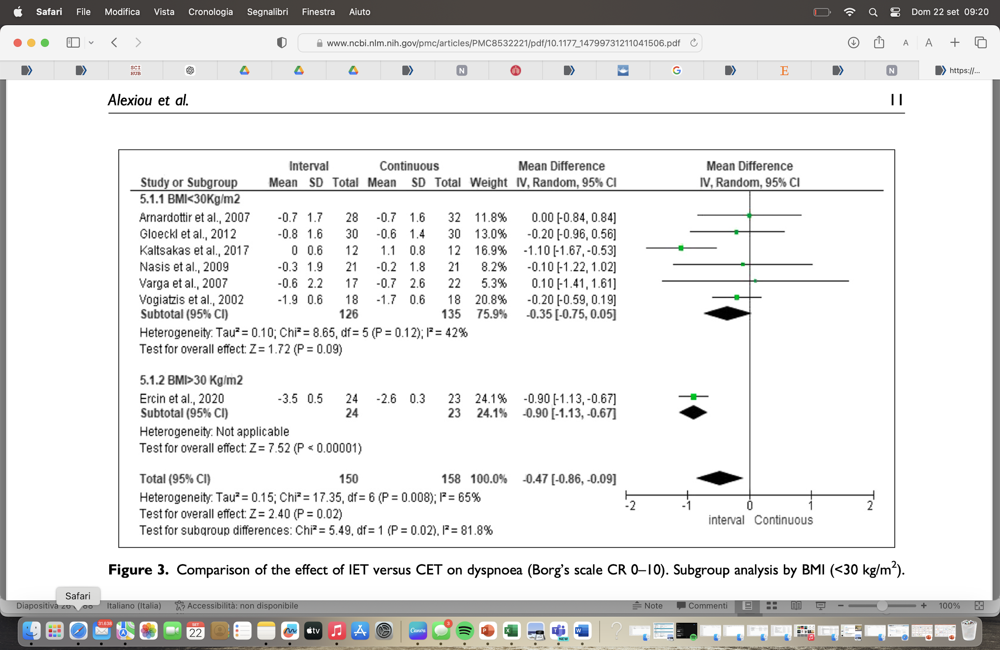 Safari File Modifica Vista Cronologia Segnalibri Finestra Aiuto Dom 22 set 09:20
www.ncbi.nlm.nih.gov/pmc/articles/PMC8532221/pdf/10.1177_14799731211041506.pdf A A
SCI HUB N G E N https://...
Alexiou et al. 11
Interval Continuous Mean Difference Mean Difference
Study or Subgroup Mean SD Total Mean SD Total Weight IV, Random, 95% CI IV, Random, 95% CI
5.1.1 BMI<30Kg/m2
Arnardottir et al., 2007 -0.7 1.7 28 -0.7 1.6 32 11.8% 0.00 [-0.84, 0.84]
Gloeckl et al., 2012 -0.8 1.6 30 -0.6 1.4 30 13.0% -0.20 [-0.96, 0.56]
Kaltsakas et al., 2017 0 0.6 12 1.1 0.8 12 16.9% -1.10 [-1.67, -0.53]
Nasis et al., 2009 -0.3 1.9 21 -0.2 1.8 21 8.2% -0.10 [-1.22, 1.02]
Varga et al., 2007 -0.6 2.2 17 -0.7 2.6 22 5.3% 0.10 [-1.41, 1.61]
Vogiatzis et al., 2002 -1.9 0.6 18 -1.7 0.6 18 20.8% -0.20 [-0.59, 0.19]
Subtotal (95% CI) 126 135 75.9% -0.35 [-0.75, 0.05]
Heterogeneity: Tau² = 0.10; Chi² = 8.65, df = 5 (P = 0.12); I² = 42%
Test for overall effect: Z = 1.72 (P = 0.09)
5.1.2 BMI>30 Kg/m2
Ercin et al., 2020 -3.5 0.5 24 -2.6 0.3 23 24.1% -0.90 [-1.13, -0.67]
Subtotal (95% CI) 24 23 24.1% -0.90 [-1.13, -0.67]
Heterogeneity: Not applicable
Test for overall effect: Z = 7.52 (P < 0.00001)
Total (95% CI) 150 158 100.0% -0.47 [-0.86, -0.09]
Heterogeneity: Tau² = 0.15; Chi² = 17.35, df = 6 (P = 0.008); I² = 65%
Test for overall effect: Z = 2.40 (P = 0.02)
Test for subgroup differences: Chi² = 5.49, df = 1 (P = 0.02), I² = 81.8%
-2 -1 0 1 2
interval Continuous
Figure 3. Comparison of the effect of IET versus CET on dyspnoea (Borg's scale CR 0–10). Subgroup analysis by BMI (<30 kg/m²).
Safari
Diapositiva 26 88 Italiano (Italia) Accessibilità: non disponibile Note Commenti 100%
31.638 SET 22 tv Canva 3 P X T NEW W